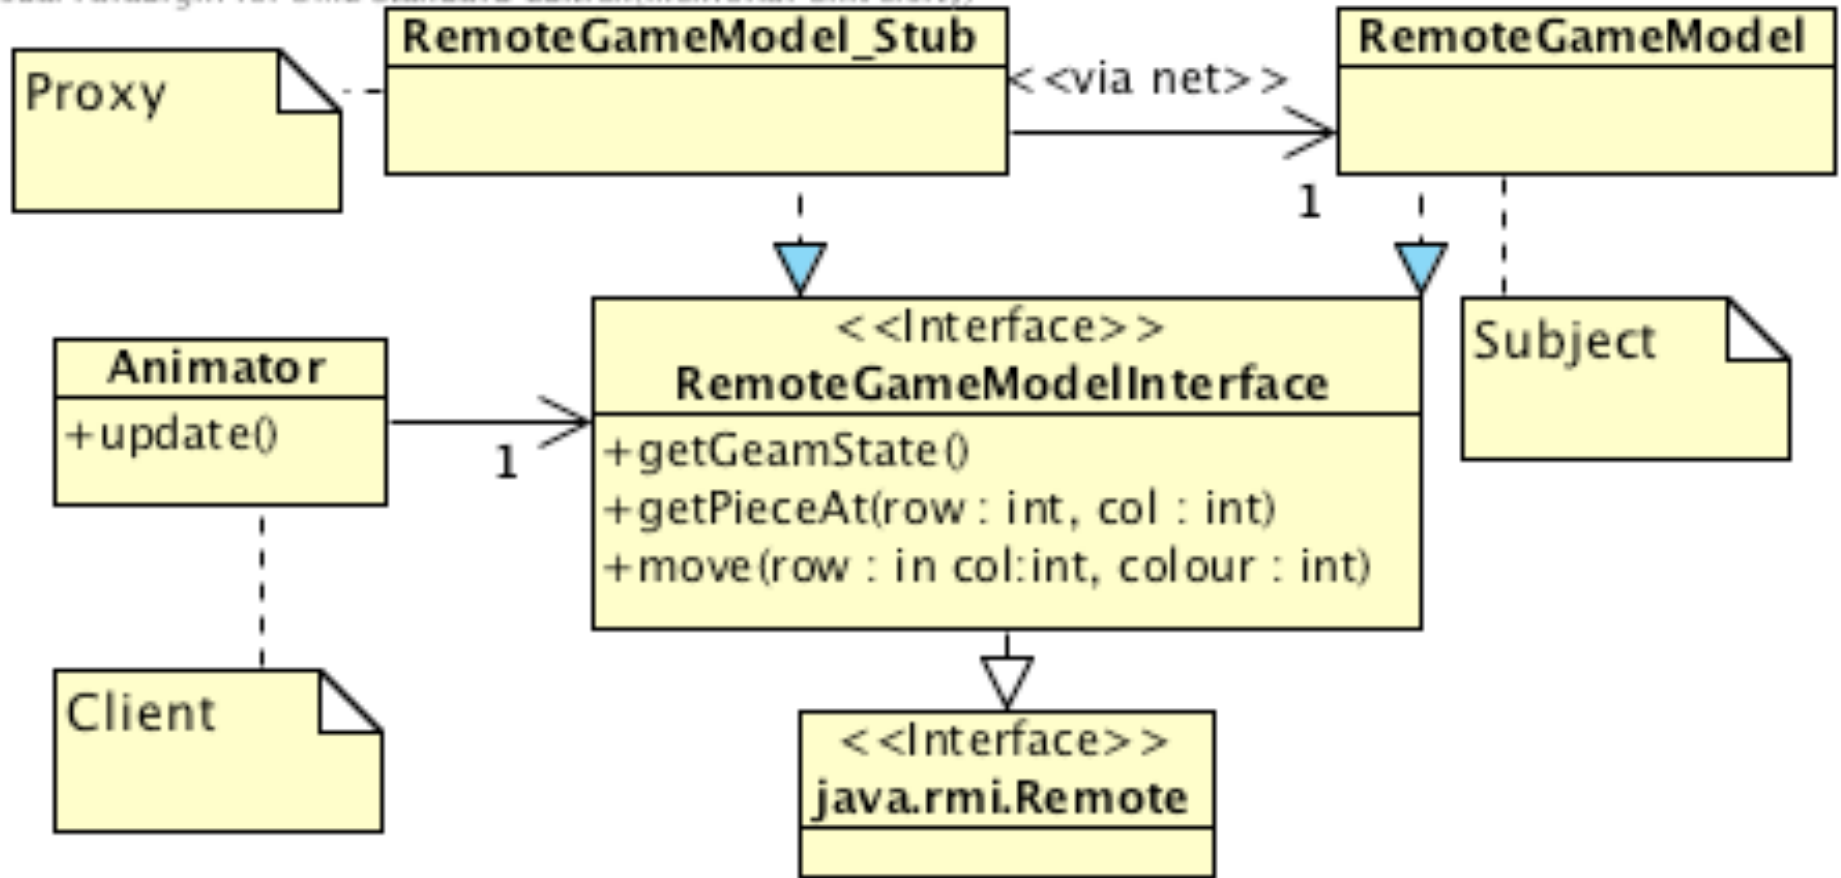 RemoteGameModel_Stub
RemoteGameModel
Proxy
<<via net>>
1
<<Interface>>
RemoteGameModelInterface
Subject
Animator
+update()
1
+getGeamState()
+getPieceAt(row : int, col : int)
+move(row : in col:int, colour : int)
Client
<<Interface>>
java.rmi.Remote